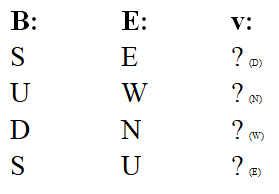 B: E: v:
S E ? (D)
U W ? (N)
D N ? (W)
S U ? (E)